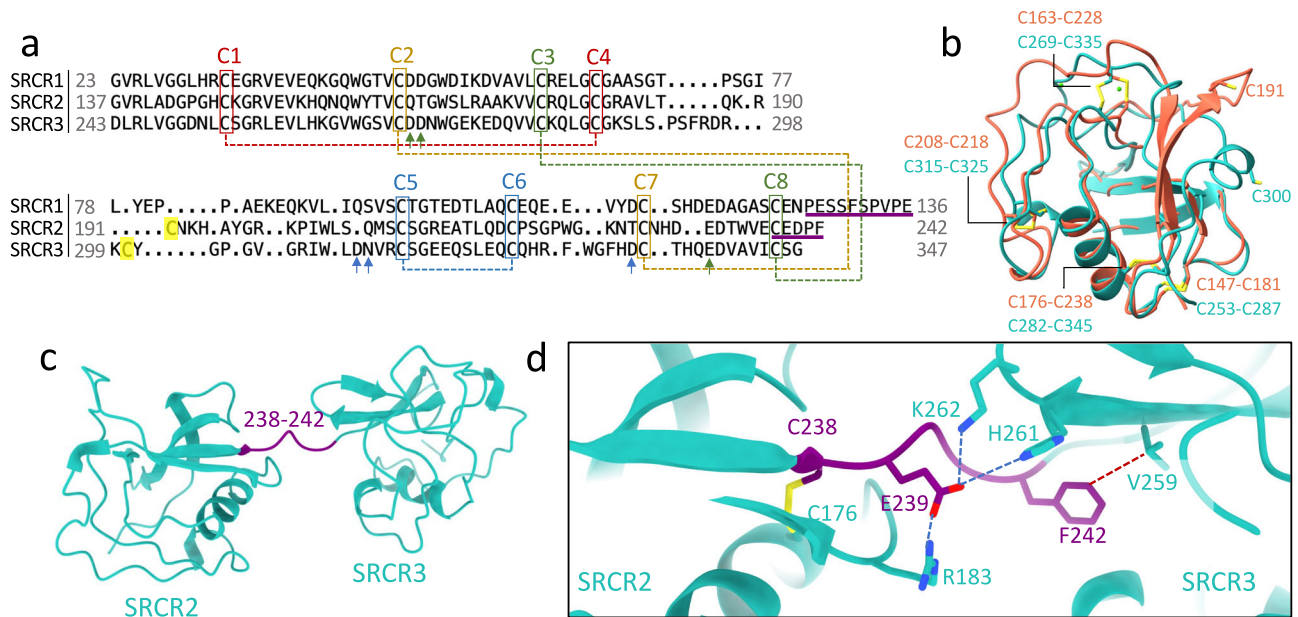 a
C1 C2 C3 C4
SRCR1 23 GVRLVGGLHRCEGRVEVEQKGQWGTVCDDGWDIKDVAVLCRELGCGAASGT.....PSGI 77
SRCR2 137 GVRLADGPGHCKGRVEVKHQNQWYTVCQTGWSLRAAKVVCRQLGCGRAVLT.....QK.R 190
SRCR3 243 DLRLVGGDNLCSGRLEVLHKGVWGSVCDDNWGEKEDQVVCKQLGCGKSLS.PSFRDR... 298
C5 C6 C7 C8
SRCR1 78 L.YEP.....P.AEKEQKVL.IQSVSCTGTEDTLAQCEQE.E...VYDC..SHDEDAGASCENPESSFSPVPE 136
SRCR2 191 .....CNKH.AYGR..KPIWLS.QMSCSGREATLQDCPSGPWG..KNTCNHD..EDTWVECEDPF 242
SRCR3 299 KCY......GP.GV..GRIWLDNVRCSGEEQSLEQCQHR.F.WGFHDC..THQEDVAVICSG 347
b
C163-C228
C269-C335
C191
C208-C218
C315-C325
C300
C176-C238
C282-C345
C147-C181
C253-C287
c
238-242
SRCR3
SRCR2
d
K262
C238
H261
V259
E239
C176
F242
R183
SRCR2
SRCR3